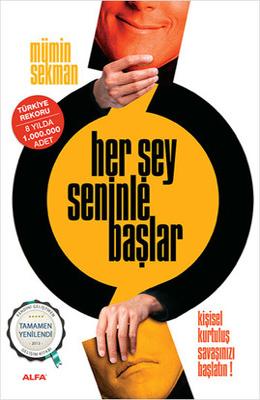 mümin
sekman
TÜRKİYE
REKORU
8 YILDA
1.000.000
ADET
her şey
seninle
başlar
TAMAMEN
YENİLENDİ
2013
kişisel
kurtuluş
savaşınızı
başlatın !
ALFA